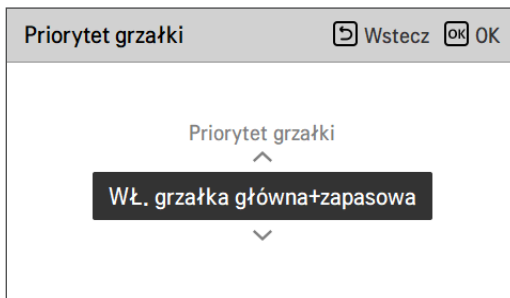 Priorytet grzałki Wstecz OK OK
Priorytet grzałki
WŁ. grzałka główna+zapasowa